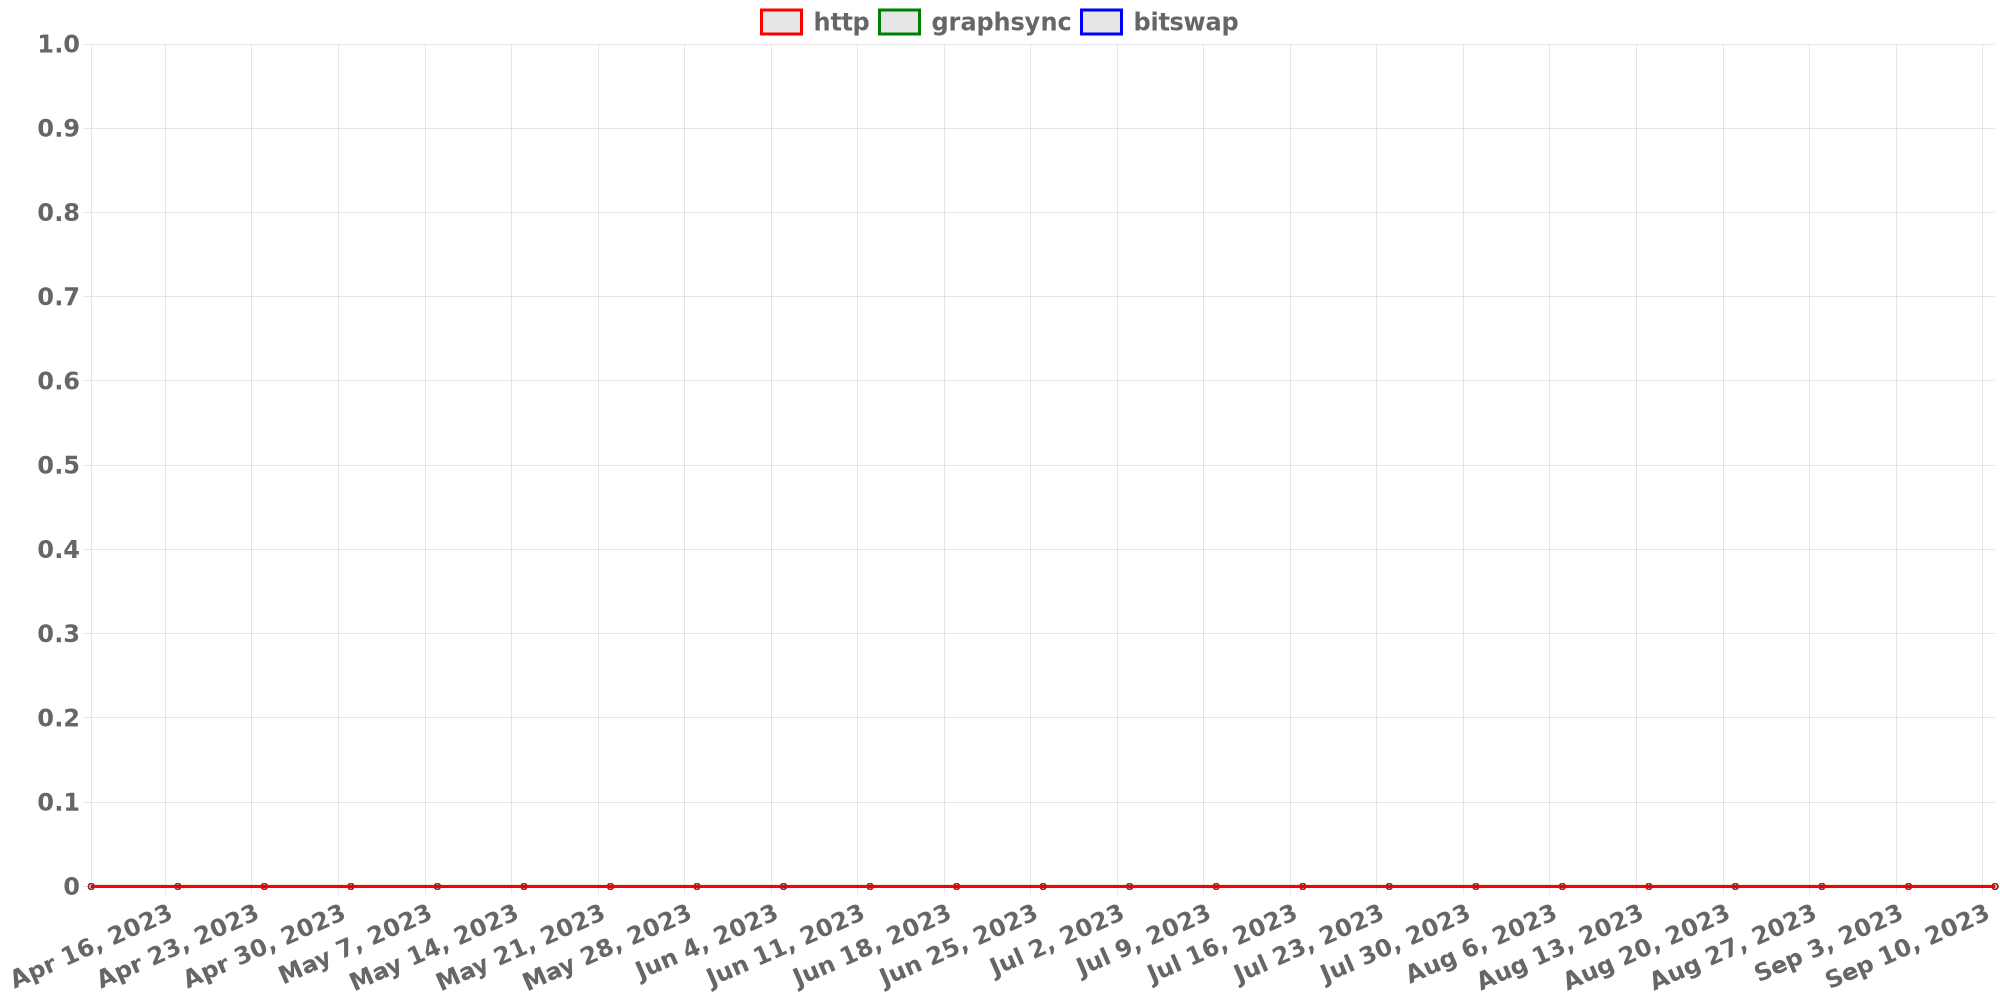 http graphsync bitswap
1.0
0.9
0.8
0.7
0.6
0.5
0.4
0.3
0.2
0.1
0
Apr 16, 2023
Apr 23, 2023
Apr 30, 2023
May 7, 2023
May 14, 2023
May 21, 2023
May 28, 2023
Jun 4, 2023
Jun 11, 2023
Jun 18, 2023
Jun 25, 2023
Jul 2, 2023
Jul 9, 2023
Jul 16, 2023
Jul 23, 2023
Jul 30, 2023
Aug 6, 2023
Aug 13, 2023
Aug 20, 2023
Aug 27, 2023
Sep 3, 2023
Sep 10, 2023